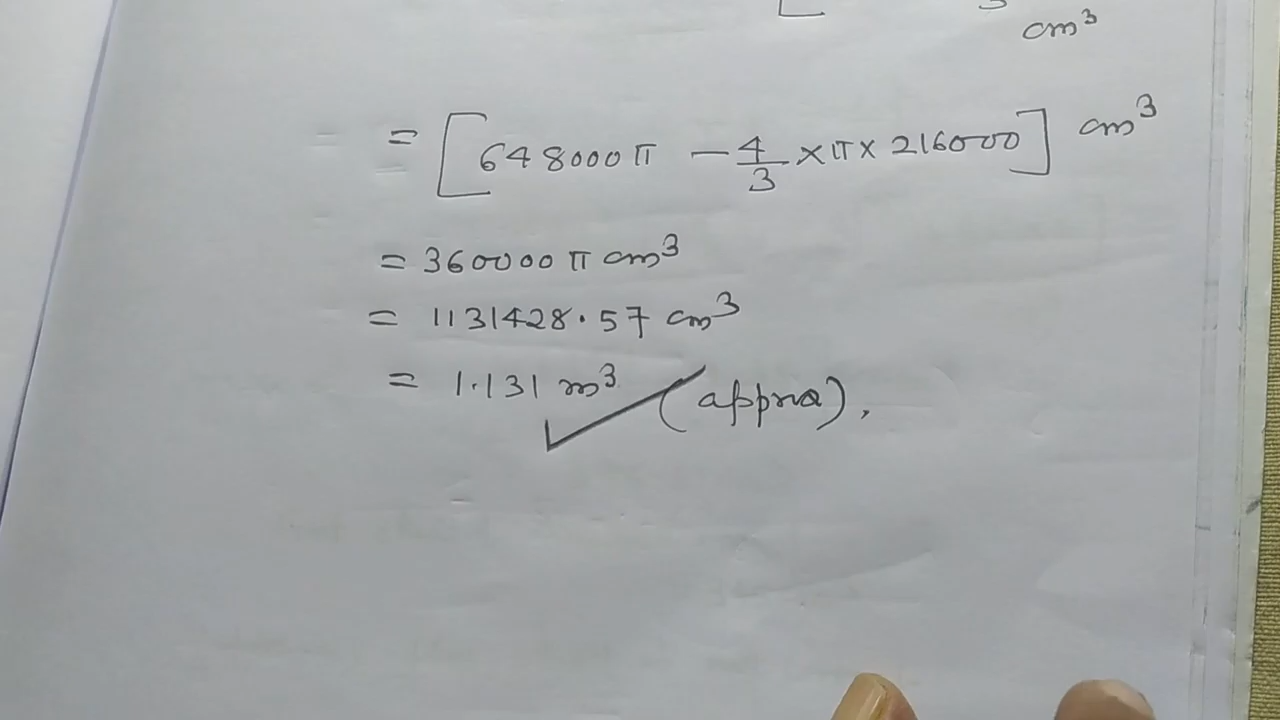 cm³
= [648000π − 4/3 × π × 216000] cm³
= 360000 π cm³
= 1131428.57 cm³
= 1.131 m³ (approx).